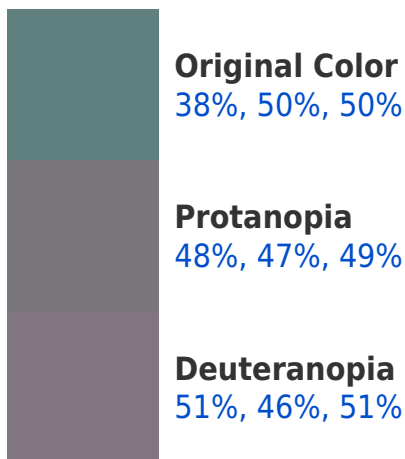 Original Color
38%, 50%, 50%
Protanopia
48%, 47%, 49%
Deuteranopia
51%, 46%, 51%